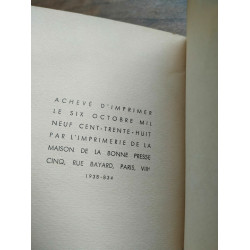 ACHEVÉ D'IMPRIMER
LE SIX OCTOBRE MIL
NEUF CENT-TRENTE-HUIT
PAR L'IMPRIMERIE DE LA
MAISON DE LA BONNE PRESSE
CINQ, RUE BAYARD, PARIS, VIIIᵉ
1938-834